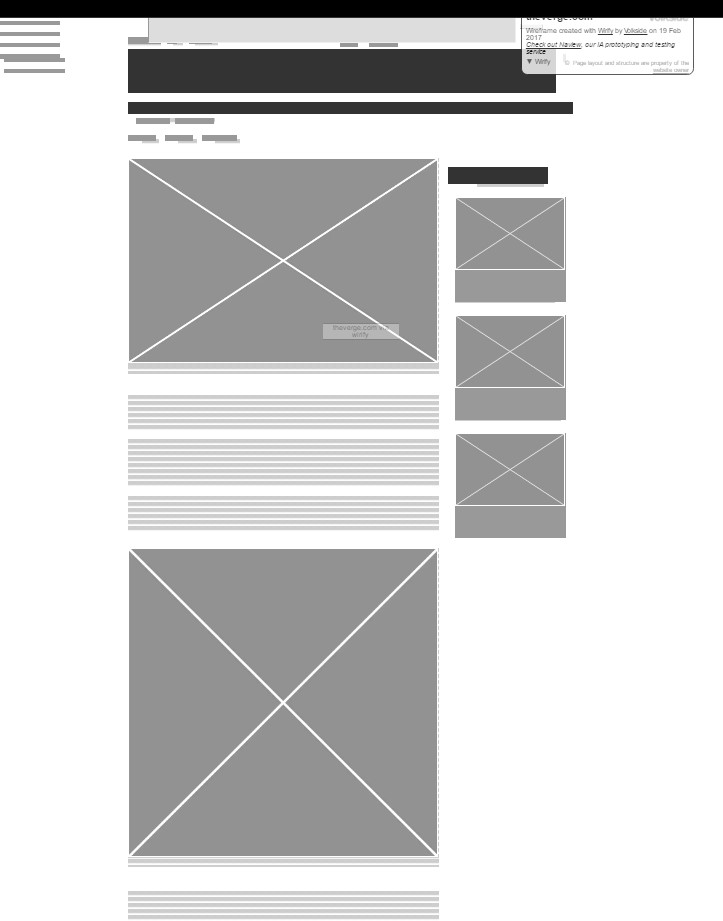 theverge.com
Wireframe created with Wirify by Volkside on 19 Feb
2017
Check out Naview, our IA prototyping and testing
service
▼ Wirify
Page layout and structure are property of the
website owner
theverge.com
wirify